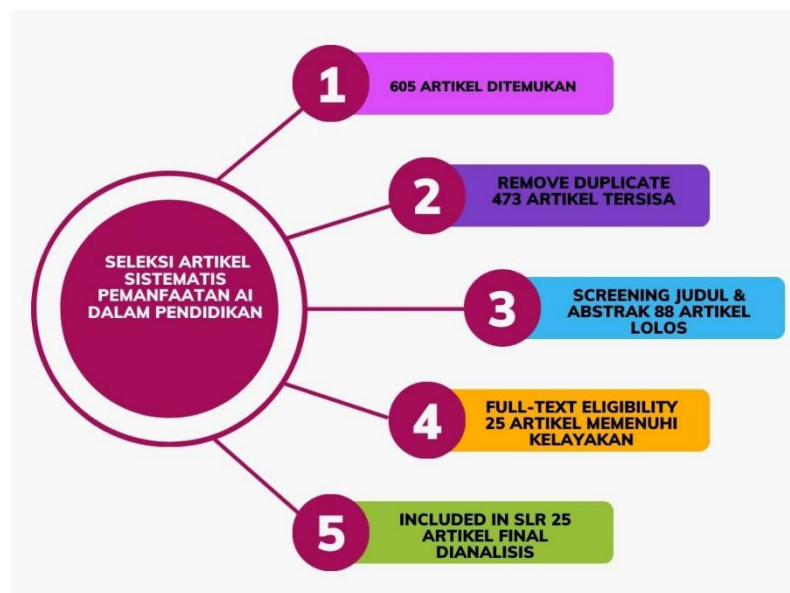 SELEKSI ARTIKEL
SISTEMATIS
PEMANFAATAN AI
DALAM PENDIDIKAN
1
605 ARTIKEL DITEMUKAN
2
REMOVE DUPLICATE
473 ARTIKEL TERSISA
3
SCREENING JUDUL &
ABSTRAK 88 ARTIKEL
LOLOS
4
FULL-TEXT ELIGIBILITY
25 ARTIKEL MEMENUHI
KELAYAKAN
5
INCLUDED IN SLR 25
ARTIKEL FINAL
DIANALISIS